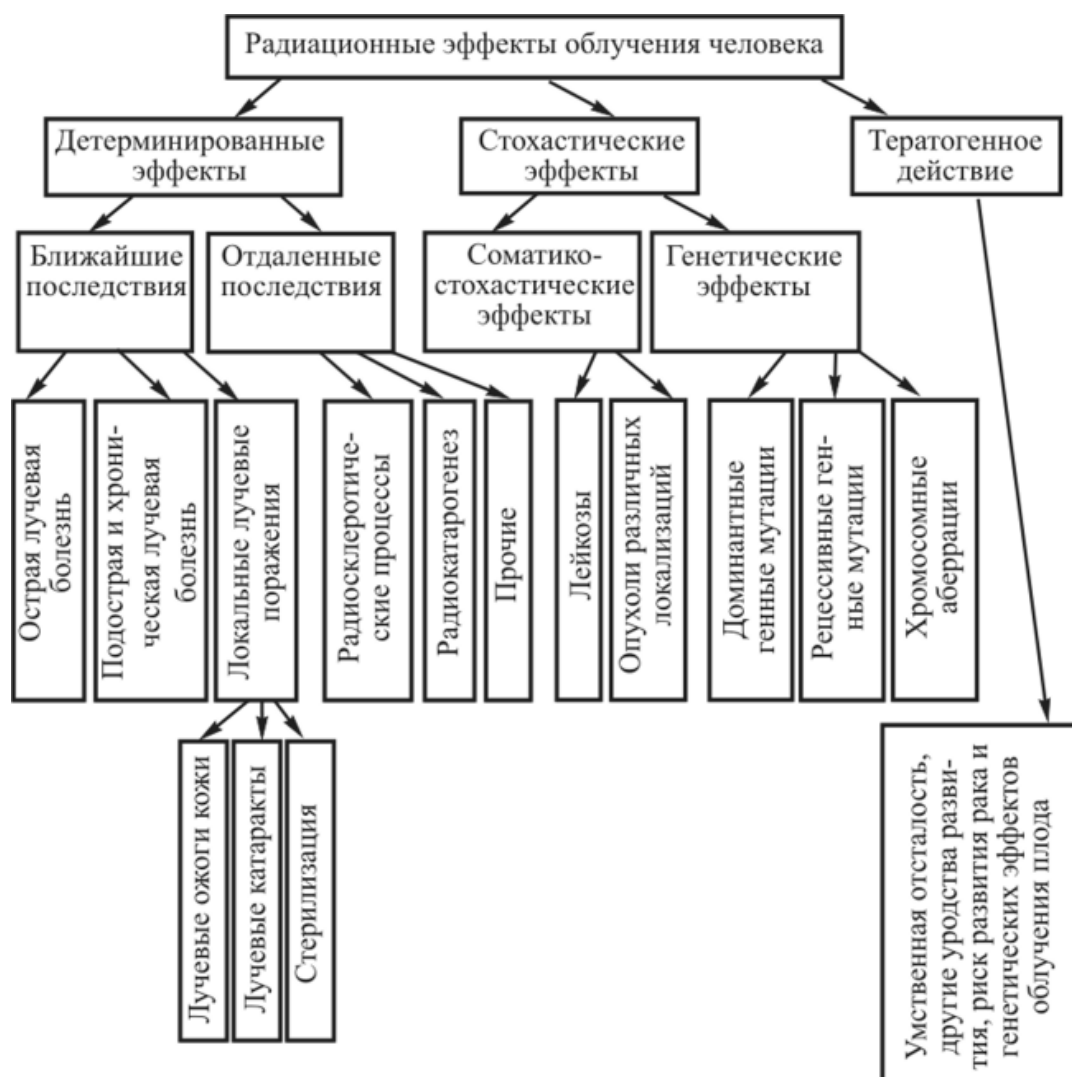 Радиационные эффекты облучения человека
Детерминированные
эффекты
Стохастические
эффекты
Тератогенное
действие
Ближайшие
последствия
Отдаленные
последствия
Соматико-
стохастические
эффекты
Генетические
эффекты
Острая лучевая
болезнь
Подострая и хрони-
ческая лучевая
болезнь
Локальные лучевые
поражения
Радиосклеротиче-
ские процессы
Радиокатарогенез
Прочие
Лейкозы
Опухоли различных
локализаций
Доминантные
генные мутации
Рецессивные ген-
ные мутации
Хромосомные
аберрации
Лучевые ожоги кожи
Лучевые катаракты
Стерилизация
Умственная отсталость,
другие уродства разви-
тия, риск развития рака и
генетических эффектов
облучения плода